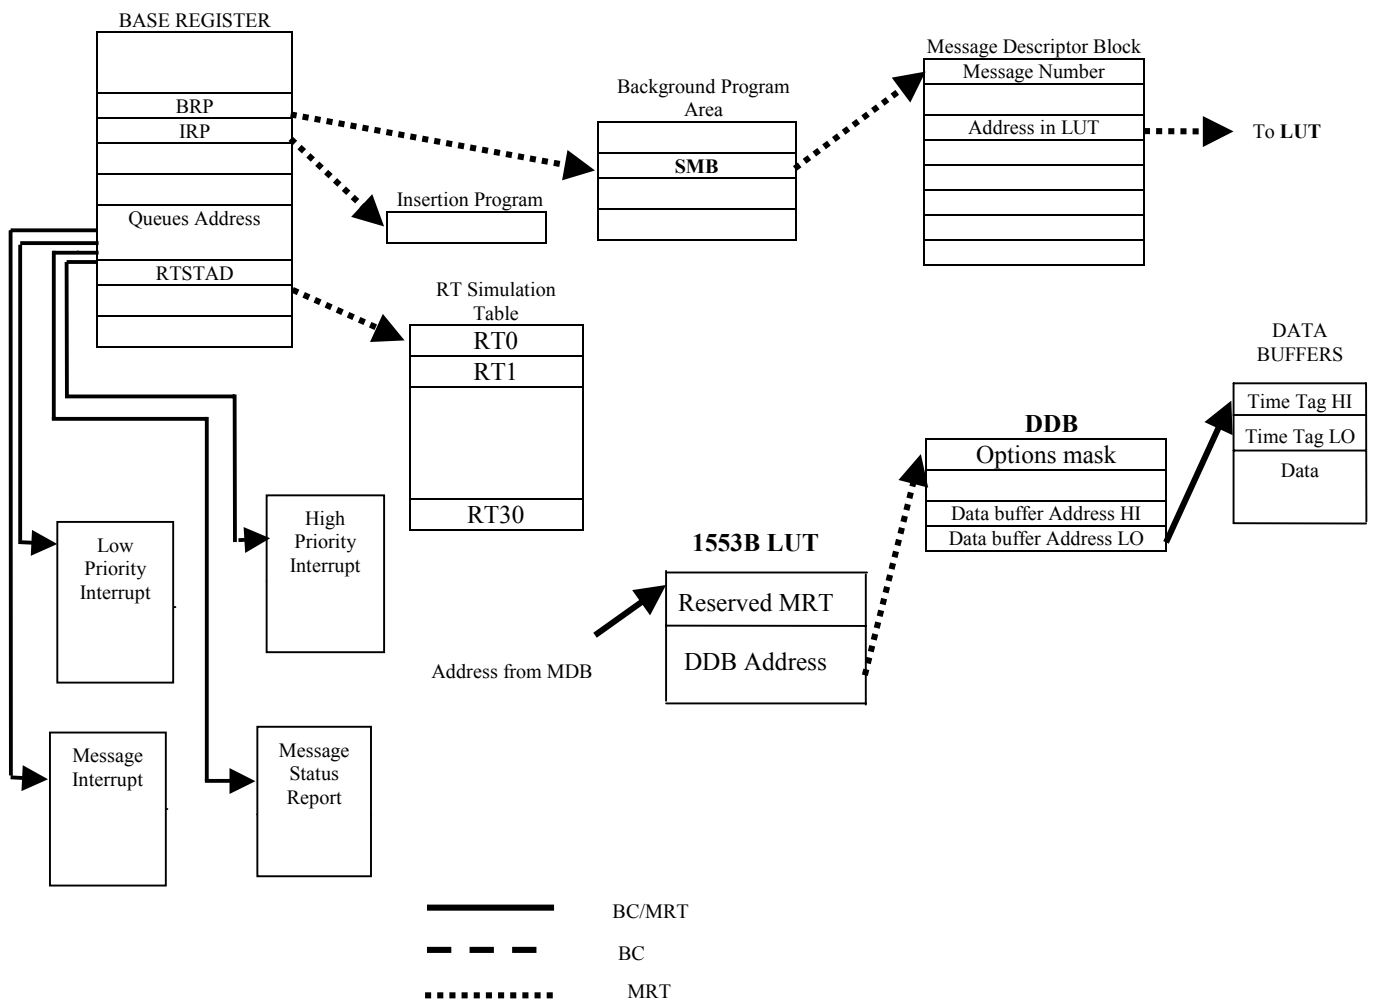 BASE REGISTER
BRP
IRP
Queues Address
RTSTAD
Insertion Program
Background Program
Area
SMB
Message Descriptor Block
Message Number
Address in LUT
To LUT
RT Simulation
Table
RT0
RT1
RT30
DATA
BUFFERS
Time Tag HI
Time Tag LO
Data
DDB
Options mask
Data buffer Address HI
Data buffer Address LO
1553B LUT
Reserved MRT
DDB Address
Address from MDB
Low
Priority
Interrupt
High
Priority
Interrupt
Message
Interrupt
Message
Status
Report
BC/MRT
BC
MRT